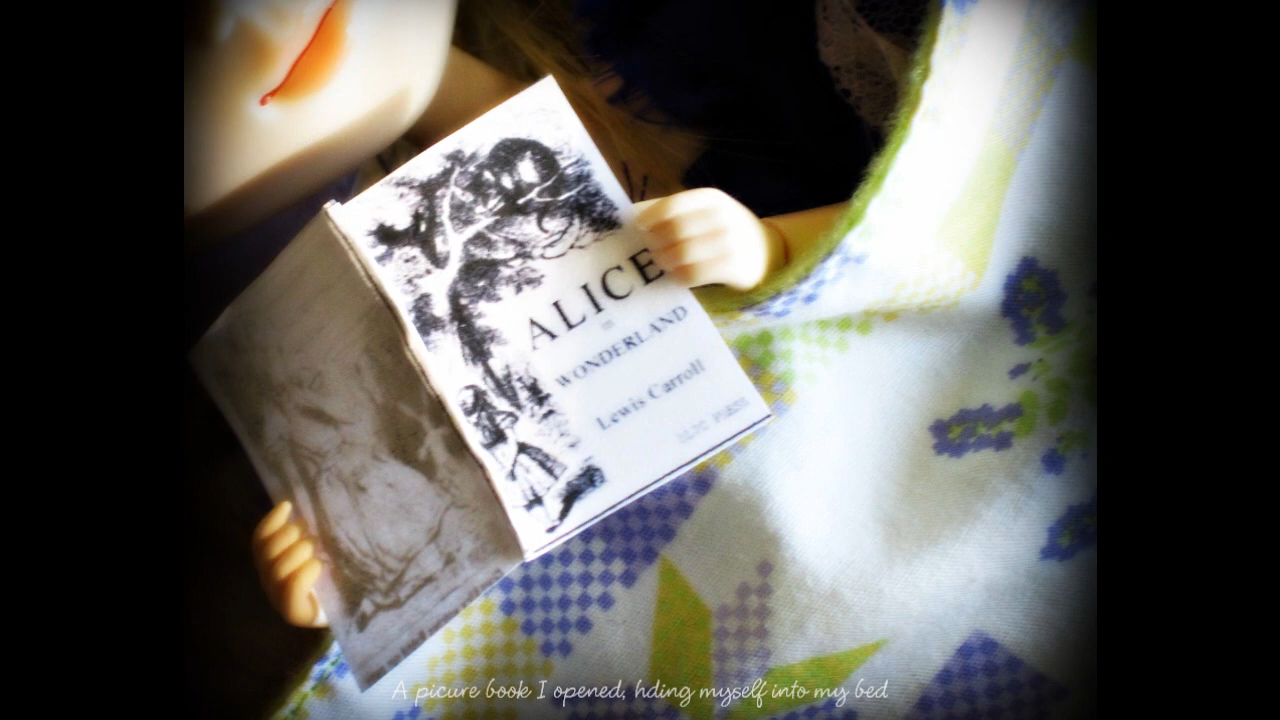 ALICE
in
WONDERLAND
Lewis Carroll
A picure book I opened, hding myself into my bed